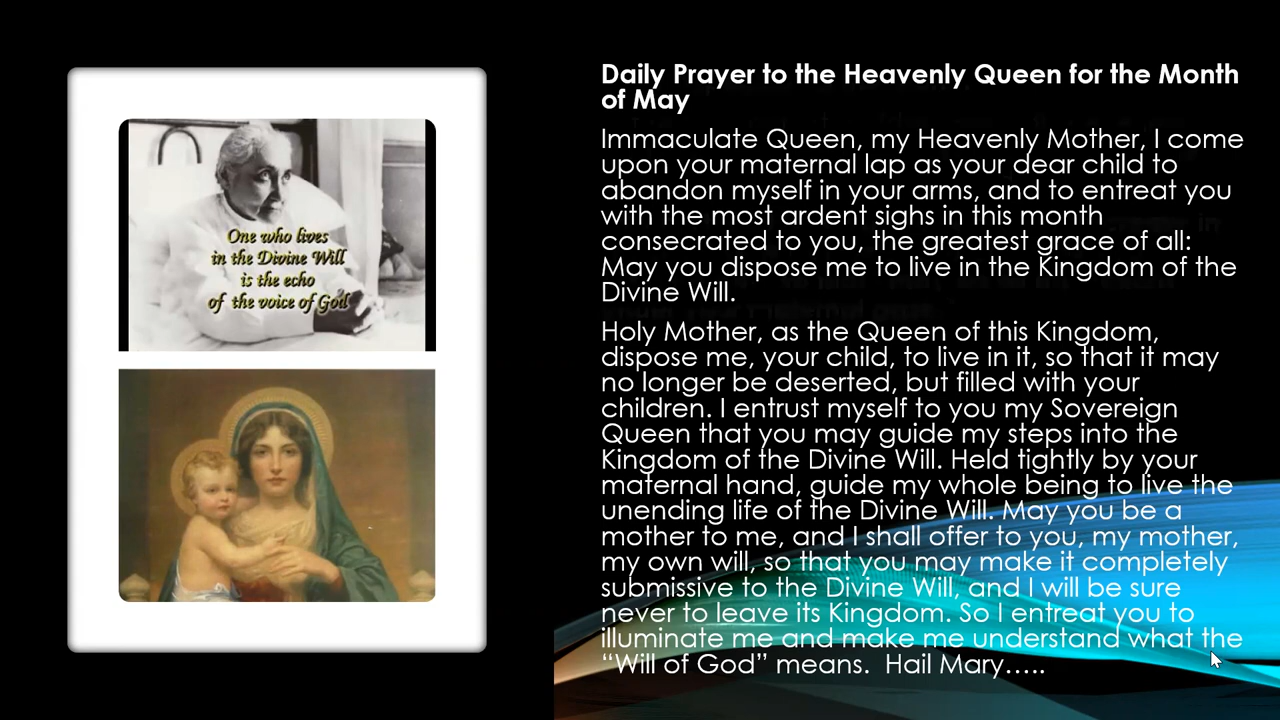 One who lives
in the Divine Will
is the echo
of the voice of God
Daily Prayer to the Heavenly Queen for the Month
of May
Immaculate Queen, my Heavenly Mother, I come
upon your maternal lap as your dear child to
abandon myself in your arms, and to entreat you
with the most ardent sighs in this month
consecrated to you, the greatest grace of all:
May you dispose me to live in the Kingdom of the
Divine Will.
Holy Mother, as the Queen of this Kingdom,
dispose me, your child, to live in it, so that it may
no longer be deserted, but filled with your
children. I entrust myself to you my Sovereign
Queen that you may guide my steps into the
Kingdom of the Divine Will. Held tightly by your
maternal hand, guide my whole being to live the
unending life of the Divine Will. May you be a
mother to me, and I shall offer to you, my mother,
my own will, so that you may make it completely
submissive to the Divine Will, and I will be sure
never to leave its Kingdom. So I entreat you to
illuminate me and make me understand what the
“Will of God” means.  Hail Mary…..